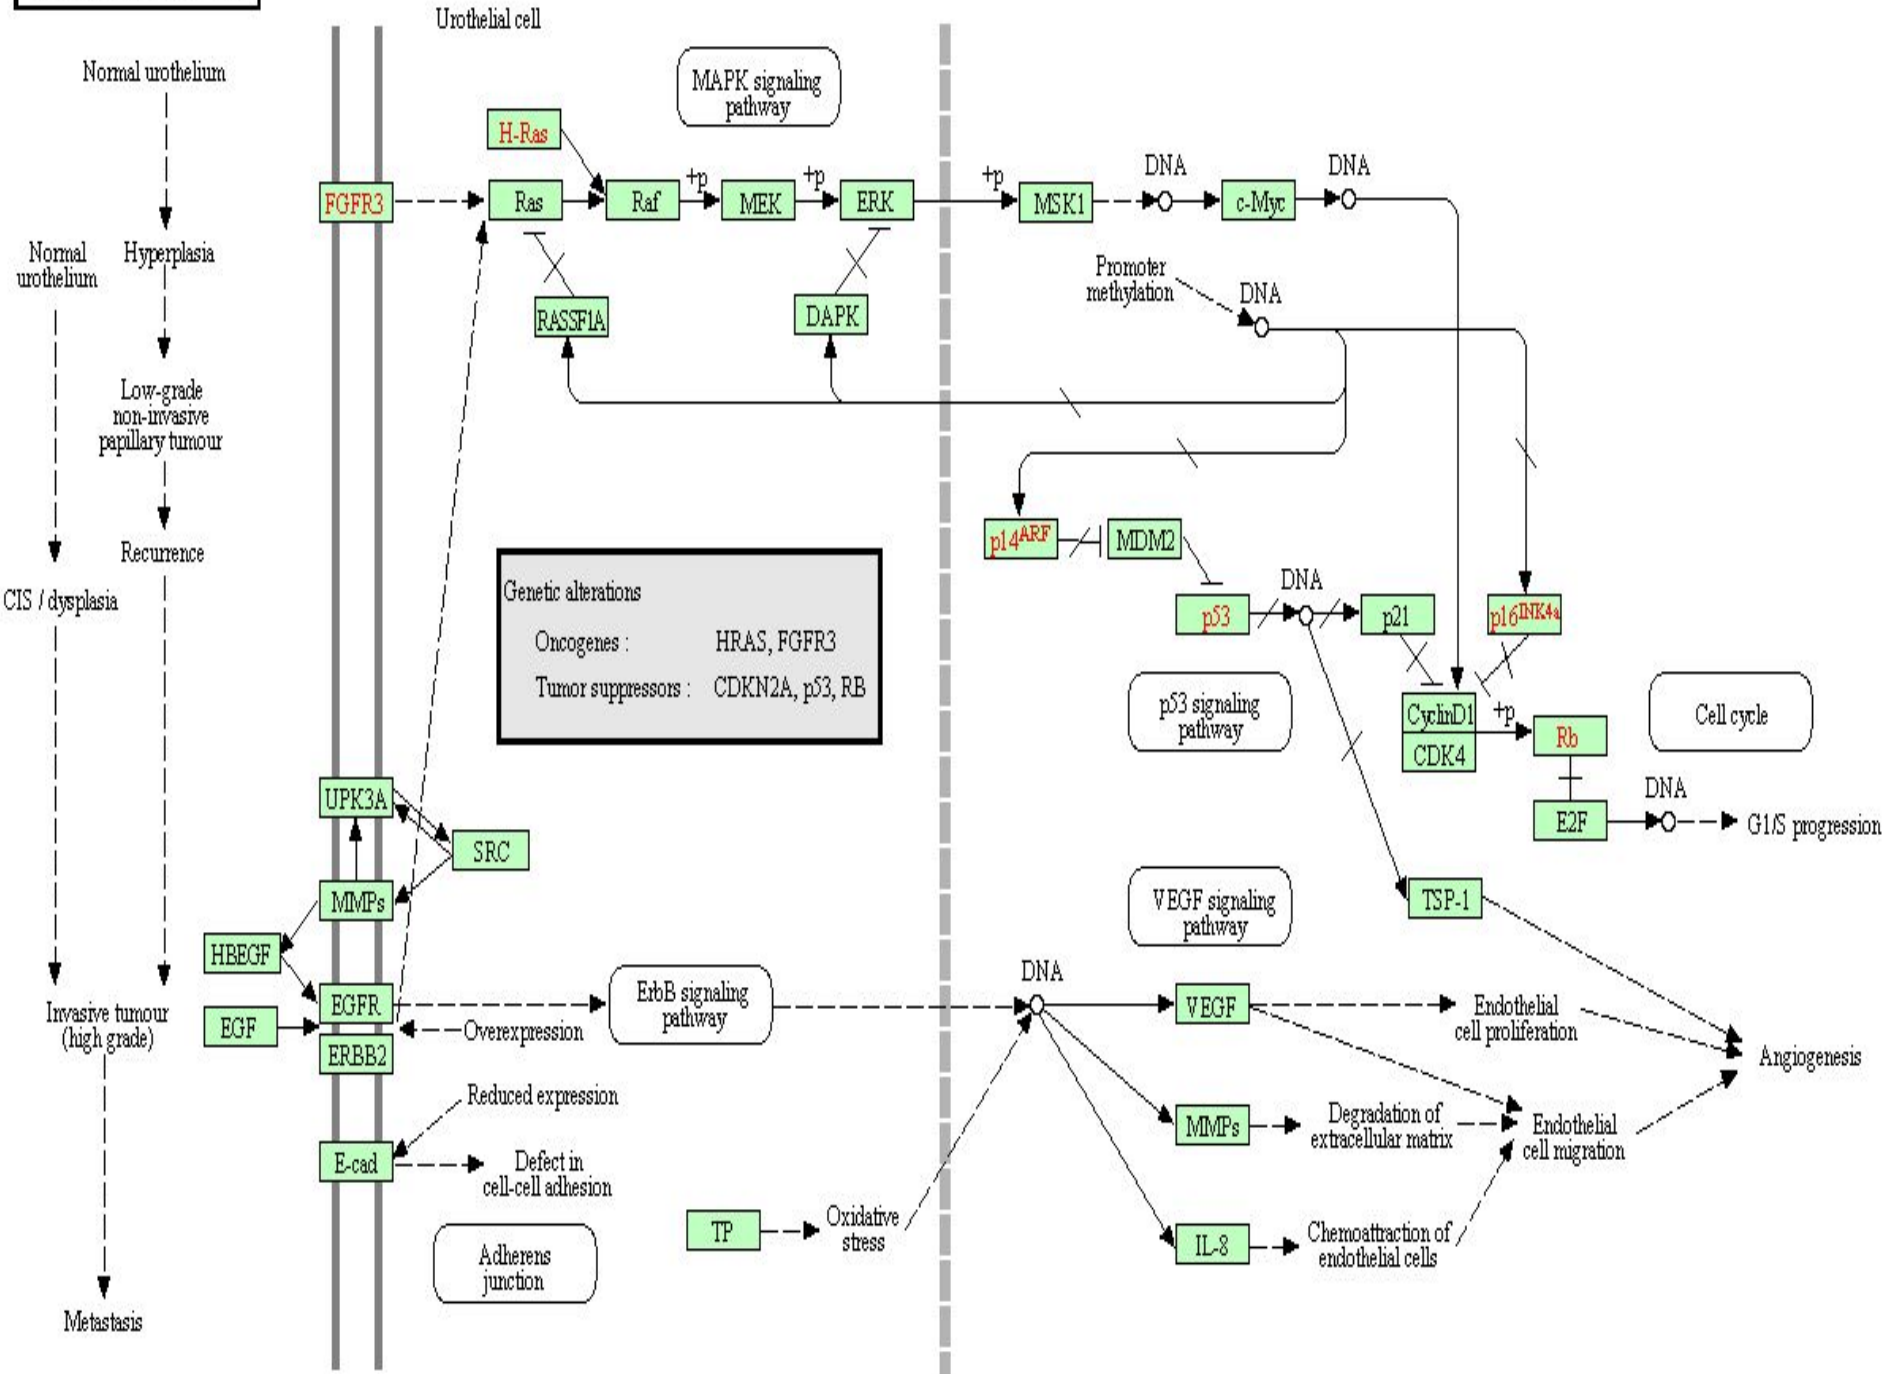 Urothelial cell
Normal urothelium
MAPK signaling
pathway
H-Ras
FGFR3
Ras
Raf
+p
MEK
+p
ERK
+p
MSK1
DNA
c-Myc
DNA
Normal
urothelium
Hyperplasia
Promoter
methylation
DNA
RASSF1A
DAPK
Low-grade
non-invasive
papillary tumour
Recurrence
CIS / dysplasia
p14ARF
MDM2
p53
DNA
p21
p16INK4a
Genetic alterations
Oncogenes : HRAS, FGFR3
Tumor suppressors : CDKN2A, p53, RB
p53 signaling
pathway
CyclinD1
CDK4
+p
Rb
Cell cycle
E2F
DNA
G1/S progression
UPK3A
SRC
MMPs
HBEGF
EGFR
EGF
ERBB2
Overexpression
ErbB signaling
pathway
VEGF signaling
pathway
TSP-1
DNA
VEGF
Endothelial
cell proliferation
Angiogenesis
Invasive tumour
(high grade)
Reduced expression
E-cad
Defect in
cell-cell adhesion
MMPs
Degradation of
extracellular matrix
Endothelial
cell migration
TP
Oxidative
stress
IL-8
Chemoattraction of
endothelial cells
Adherens
junction
Metastasis